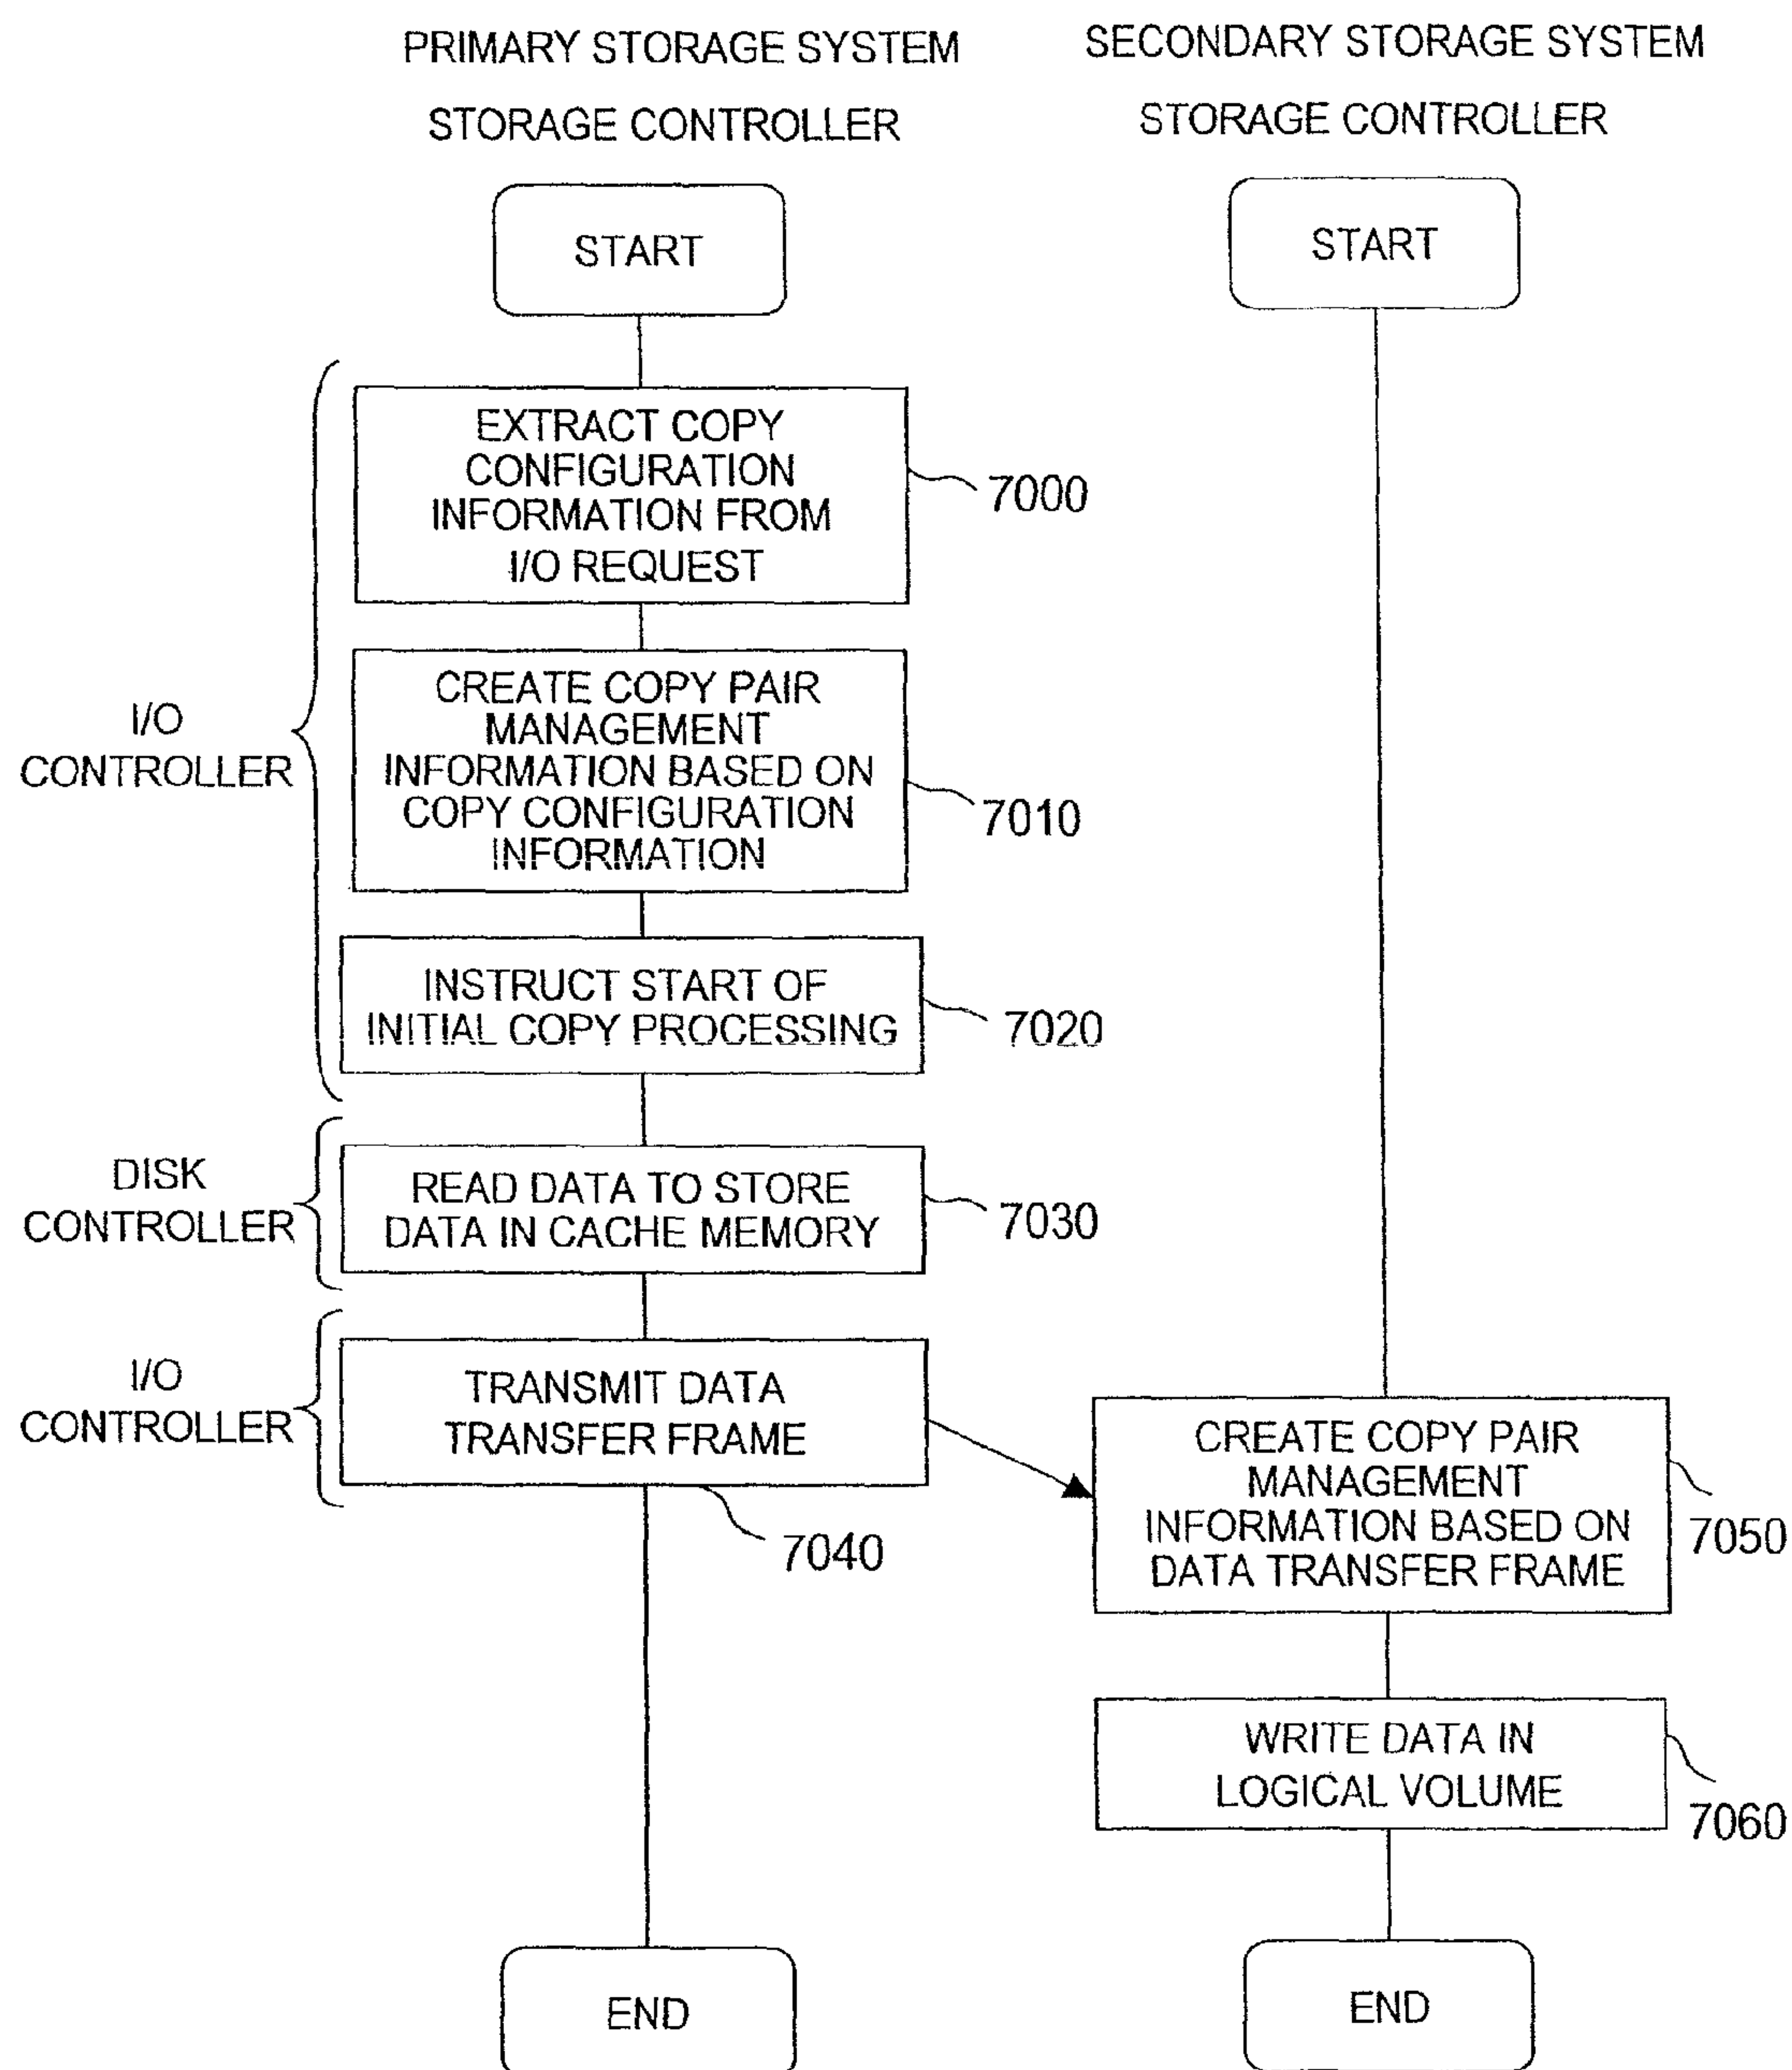 PRIMARY STORAGE SYSTEM
STORAGE CONTROLLER
SECONDARY STORAGE SYSTEM
STORAGE CONTROLLER
START
START
I/O
CONTROLLER
EXTRACT COPY
CONFIGURATION
INFORMATION FROM
I/O REQUEST
7000
CREATE COPY PAIR
MANAGEMENT
INFORMATION BASED ON
COPY CONFIGURATION
INFORMATION
7010
INSTRUCT START OF
INITIAL COPY PROCESSING
7020
DISK
CONTROLLER
READ DATA TO STORE
DATA IN CACHE MEMORY
7030
I/O
CONTROLLER
TRANSMIT DATA
TRANSFER FRAME
7040
CREATE COPY PAIR
MANAGEMENT
INFORMATION BASED ON
DATA TRANSFER FRAME
7050
WRITE DATA IN
LOGICAL VOLUME
7060
END
END